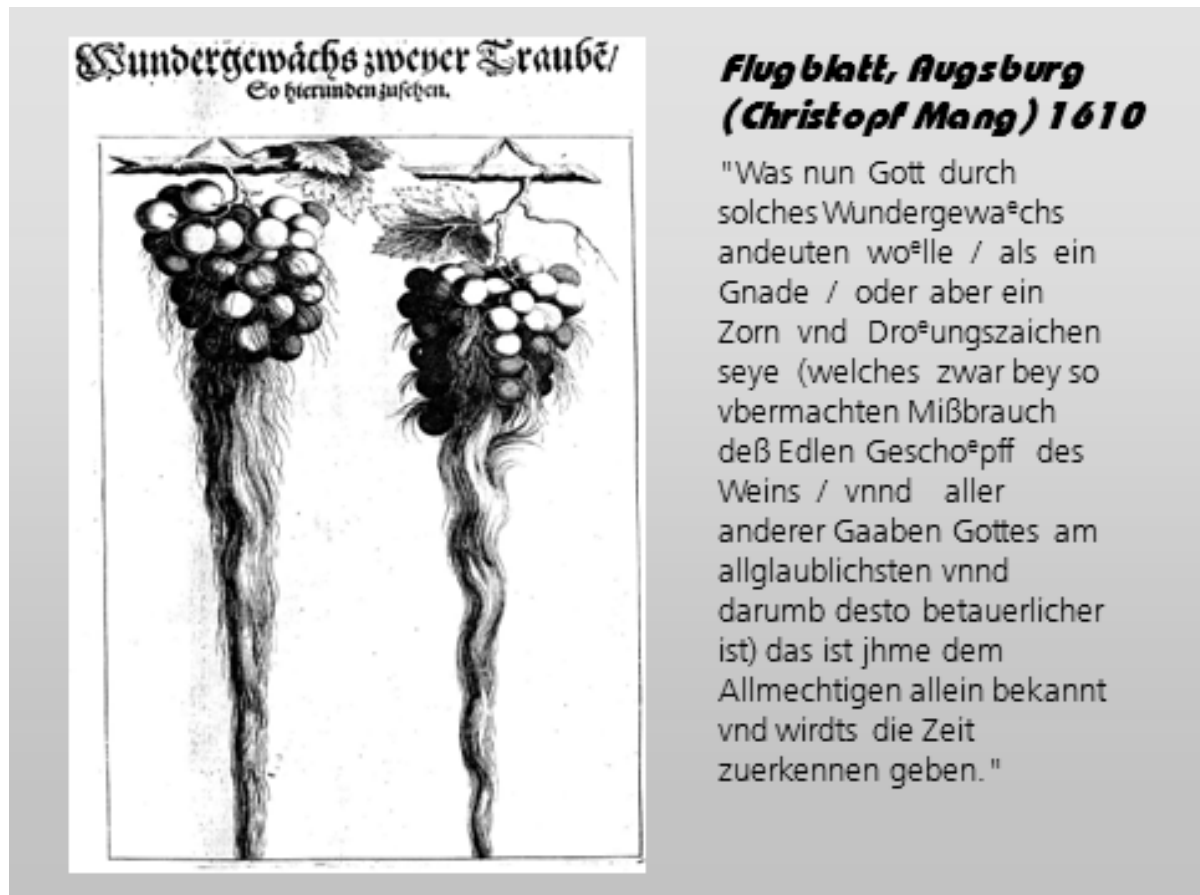 Wundergewächs zweyer Traubē/
So hierunden zusehen.
Flugblatt, Augsburg
(Christopf Mang) 1610
"Was nun Gott durch
solches Wundergewaͤchs
andeuten woͤlle / als ein
Gnade / oder aber ein
Zorn vnd Droͤungszaichen
seye (welches zwar bey so
vbermachten Mißbrauch
deß Edlen Geschoͤpff des
Weins / vnnd aller
anderer Gaaben Gottes am
allglaublichsten vnnd
darumb desto betauerlicher
ist) das ist jhme dem
Allmechtigen allein bekannt
vnd wirdts die Zeit
zuerkennen geben."